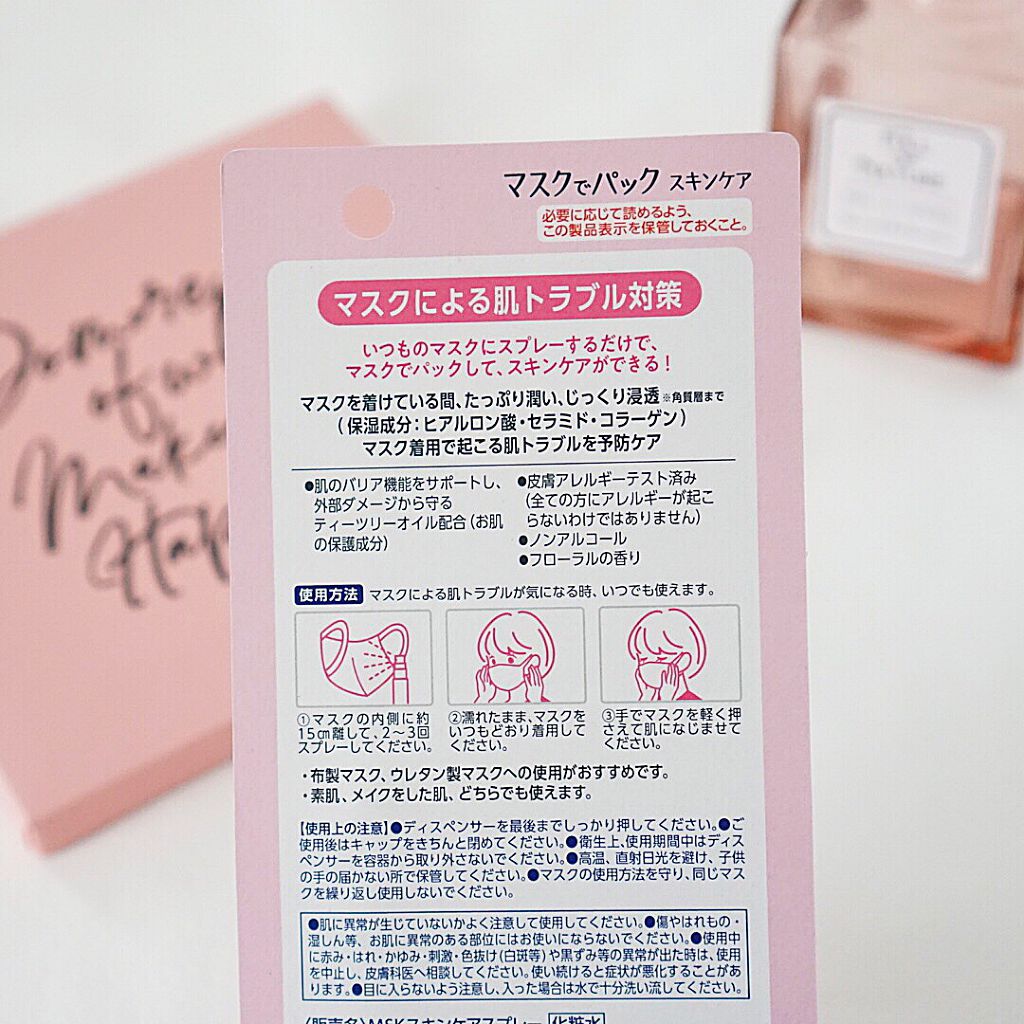 マスクでパック スキンケア
必要に応じて読めるよう、
この製品表示を保管しておくこと。
マスクによる肌トラブル対策
いつものマスクにスプレーするだけで、
マスクでパックして、スキンケアができる!
マスクを着けている間、たっぷり潤い、じっくり浸透※角質層まで
(保湿成分:ヒアルロン酸・セラミド・コラーゲン)
マスク着用で起こる肌トラブルを予防ケア
●肌のバリア機能をサポートし、
外部ダメージから守る
ティーツリーオイル配合(お肌
の保護成分)
●皮膚アレルギーテスト済み
(全ての方にアレルギーが起こ
らないわけではありません)
●ノンアルコール
●フローラルの香り
使用方法 マスクによる肌トラブルが気になる時、いつでも使えます。
①マスクの内側に約
15㎝離して、2〜3回
スプレーしてください。
②濡れたまま、マスクを
いつもどおり着用して
ください。
③手でマスクを軽く押
さえて肌になじませて
ください。
・布製マスク、ウレタン製マスクへの使用がおすすめです。
・素肌、メイクをした肌、どちらでも使えます。
【使用上の注意】●ディスペンサーを最後までしっかり押してください。●ご
使用後はキャップをきちんと閉めてください。●衛生上、使用期間中はディス
ペンサーを容器から取り外さないでください。●高温、直射日光を避け、子供
の手の届かない所で保管してください。●マスクの使用方法を守り、同じマス
クを繰り返し使用しないでください。
●肌に異常が生じていないかよく注意して使用してください。●傷やはれもの・
湿しん等、お肌に異常のある部位にはお使いにならないでください。●使用中
に赤み・はれ・かゆみ・刺激・色抜け(白斑等)や黒ずみ等の異常が出た時は、使用
を中止し、皮膚科医へ相談してください。使い続けると症状が悪化することがあ
ります。●目に入らないよう注意し、入った場合は水で十分洗い流してください。
〈販売名〉MSKスキンケアスプレー 化粧水
of